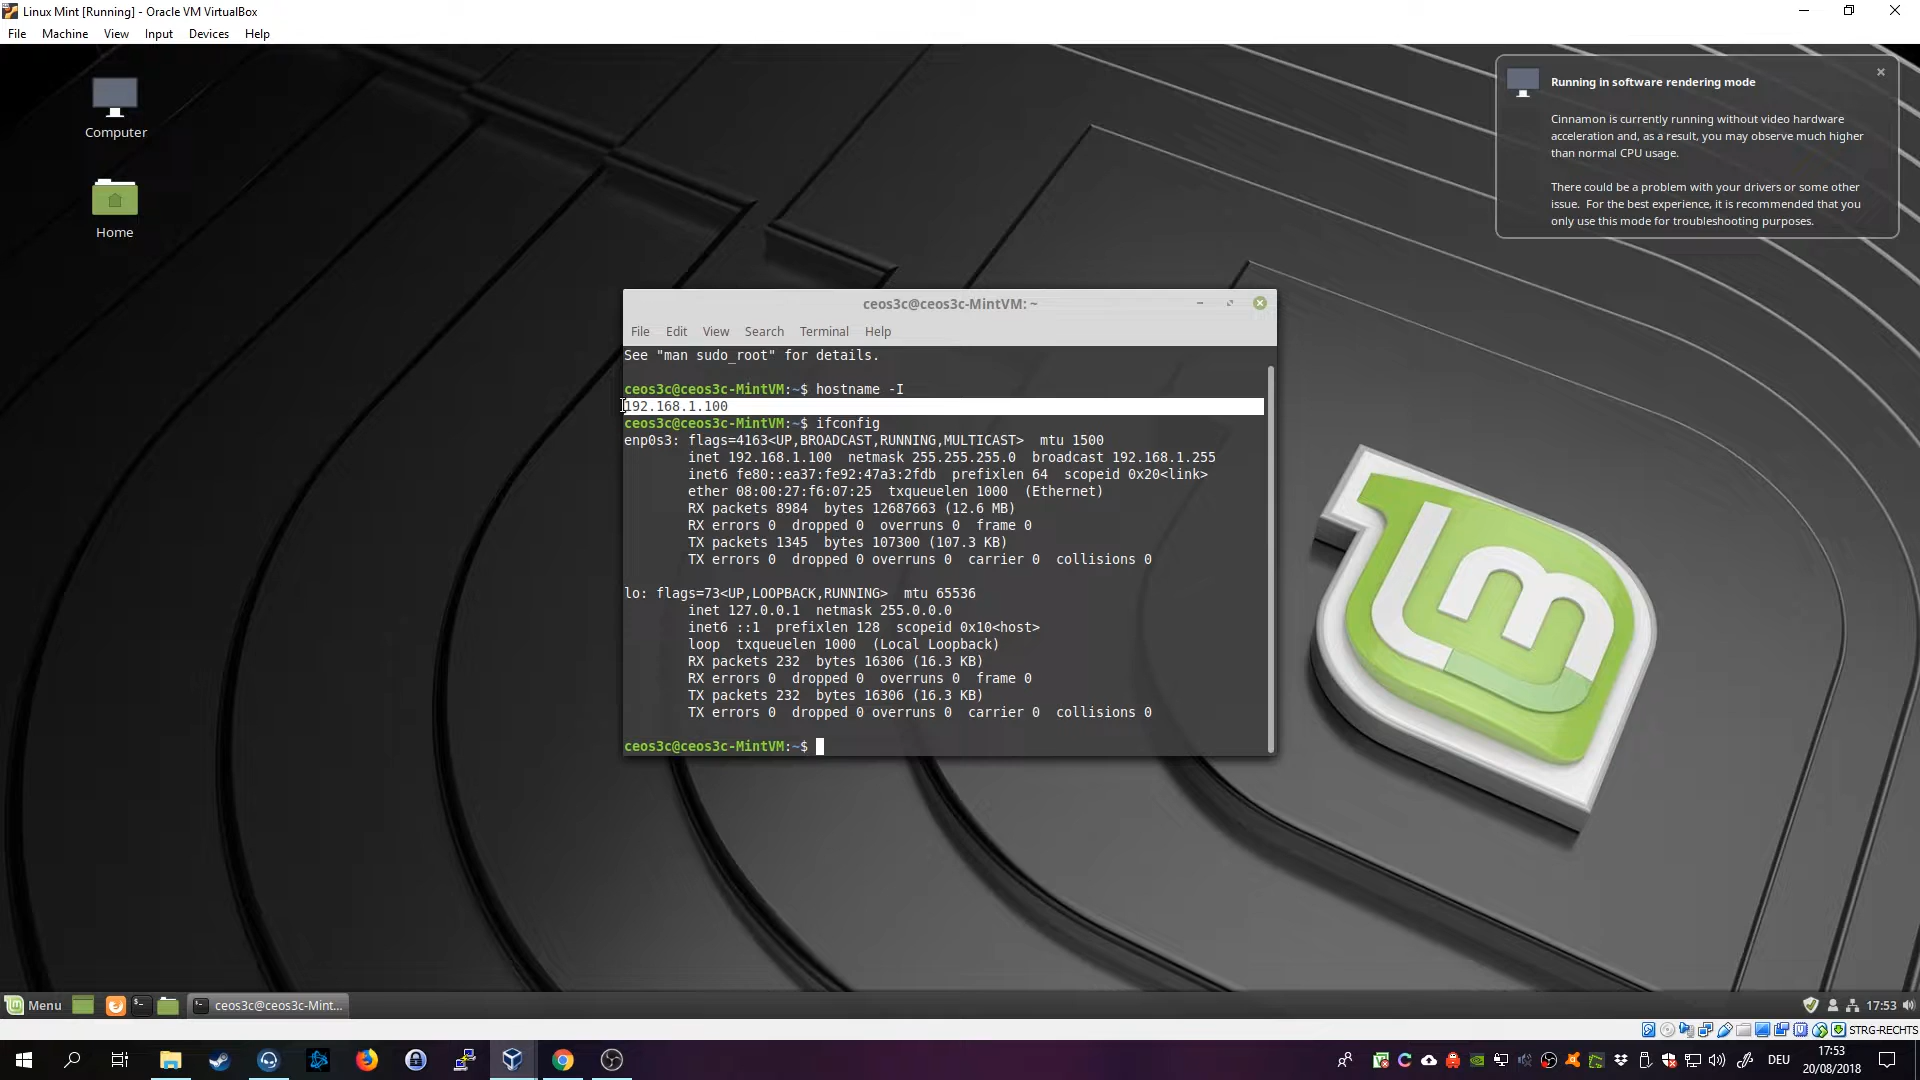 Linux Mint [Running] - Oracle VM VirtualBox
File Machine View Input Devices Help
Computer
Home
Running in software rendering mode
Cinnamon is currently running without video hardware
acceleration and, as a result, you may observe much higher
than normal CPU usage.
There could be a problem with your drivers or some other
issue.  For the best experience, it is recommended that you
only use this mode for troubleshooting purposes.
ceos3c@ceos3c-MintVM: ~
File Edit View Search Terminal Help
See "man sudo_root" for details.
ceos3c@ceos3c-MintVM:~$ hostname -I
192.168.1.100
ceos3c@ceos3c-MintVM:~$ ifconfig
enp0s3: flags=4163<UP,BROADCAST,RUNNING,MULTICAST>  mtu 1500
inet 192.168.1.100  netmask 255.255.255.0  broadcast 192.168.1.255
inet6 fe80::ea37:fe92:47a3:2fdb  prefixlen 64  scopeid 0x20<link>
ether 08:00:27:f6:07:25  txqueuelen 1000  (Ethernet)
RX packets 8984  bytes 12687663 (12.6 MB)
RX errors 0  dropped 0  overruns 0  frame 0
TX packets 1345  bytes 107300 (107.3 KB)
TX errors 0  dropped 0 overruns 0  carrier 0  collisions 0
lo: flags=73<UP,LOOPBACK,RUNNING>  mtu 65536
inet 127.0.0.1  netmask 255.0.0.0
inet6 ::1  prefixlen 128  scopeid 0x10<host>
loop  txqueuelen 1000  (Local Loopback)
RX packets 232  bytes 16306 (16.3 KB)
RX errors 0  dropped 0  overruns 0  frame 0
TX packets 232  bytes 16306 (16.3 KB)
TX errors 0  dropped 0 overruns 0  carrier 0  collisions 0
ceos3c@ceos3c-MintVM:~$
Menu
ceos3c@ceos3c-Mint...
17:53
STRG-RECHTS
DEU
17:53
20/08/2018